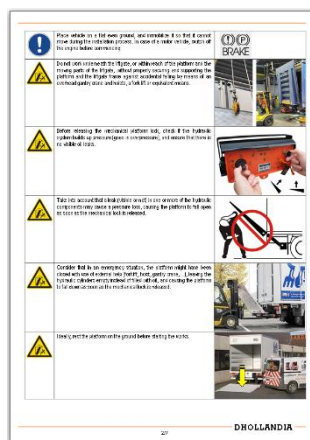 Place vehicle on a flat even ground, and immobilize it so that it cannot
move during the installation process. In case of a motor vehicle, switch off
the engine before commencing.
BRAKE
Do not work underneath the liftgate, or within reach of the platform and the
moving parts of the liftgate, without properly securing and supporting the
platform and the liftgate frame against accidental falling by means of an
overhead gantry crane and hoists, a fork lift or equivalent means.
Before releasing the mechanical platform lock, check if the hydraulic
system builds up pressure (goes in overpressure), and ensure that there is
no visible oil leaks.
Take into account that a leak (visible or not) in one or more of the hydraulic
components may cause a pressure loss, causing the platform to fall open
as soon as the mechanical lock is released.
Consider that in an emergency situation, the platform might have been
closed with use of external help (forklift, hoist, gantry crane, ...), leaving the
hydraulic cylinders empty instead of filled with oil, and causing the platform
to fall down as soon as the mechanical lock is released.
Ideally, rest the platform on the ground before starting the works.
DHOLLANDIA